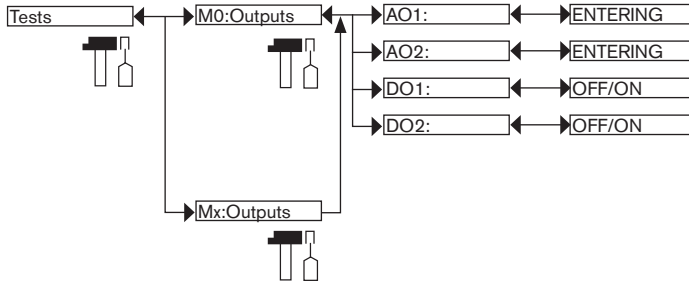 Tests
M0:Outputs
AO1:
ENTERING
AO2:
ENTERING
DO1:
OFF/ON
DO2:
OFF/ON
Mx:Outputs